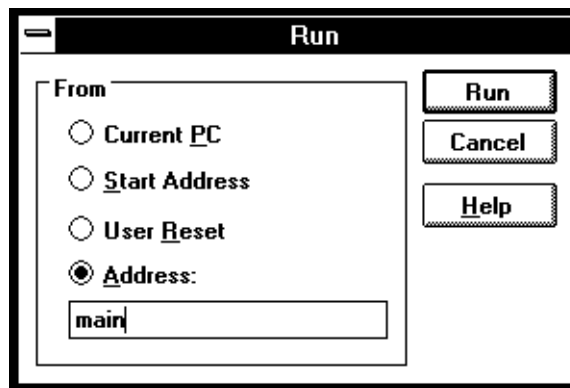 Run
From
Current PC
Start Address
User Reset
Address:
main
Run
Cancel
Help